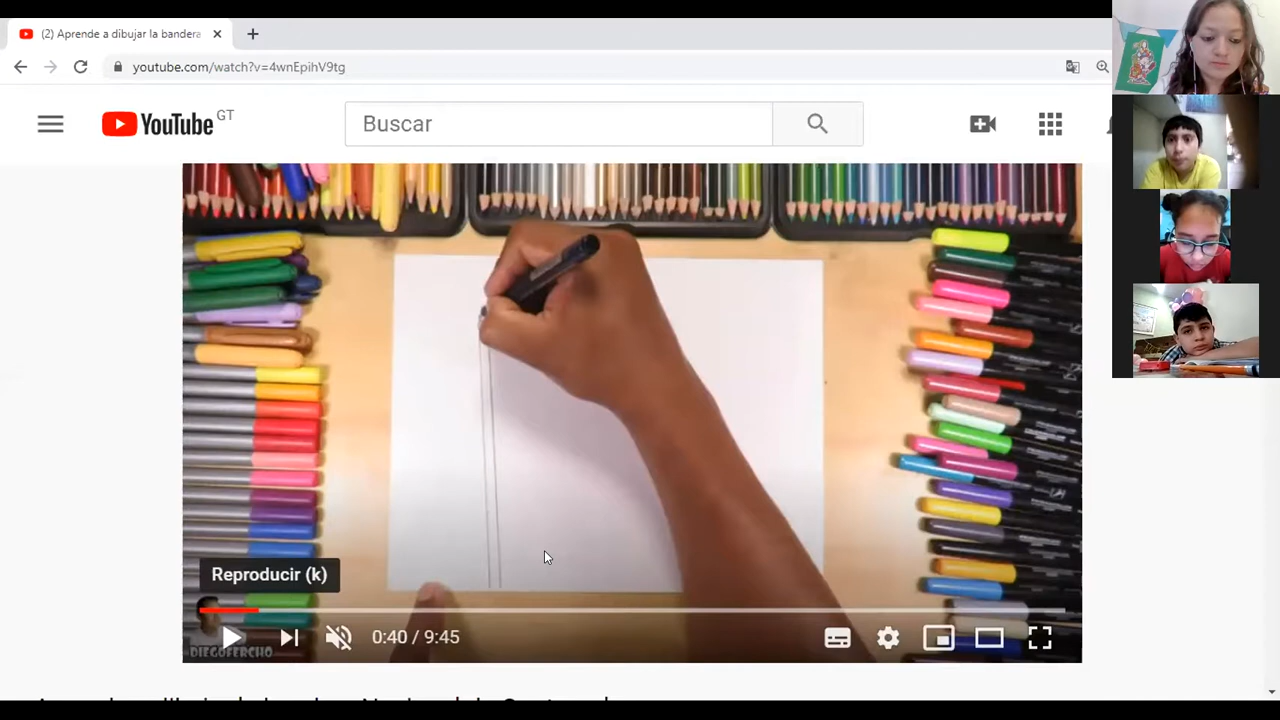 (2) Aprende a dibujar la bandera
youtube.com/watch?v=4wnEpihV9tg
YouTube GT
Buscar
Reproducir (k)
0:40 / 9:45
DIEGOFERCHO